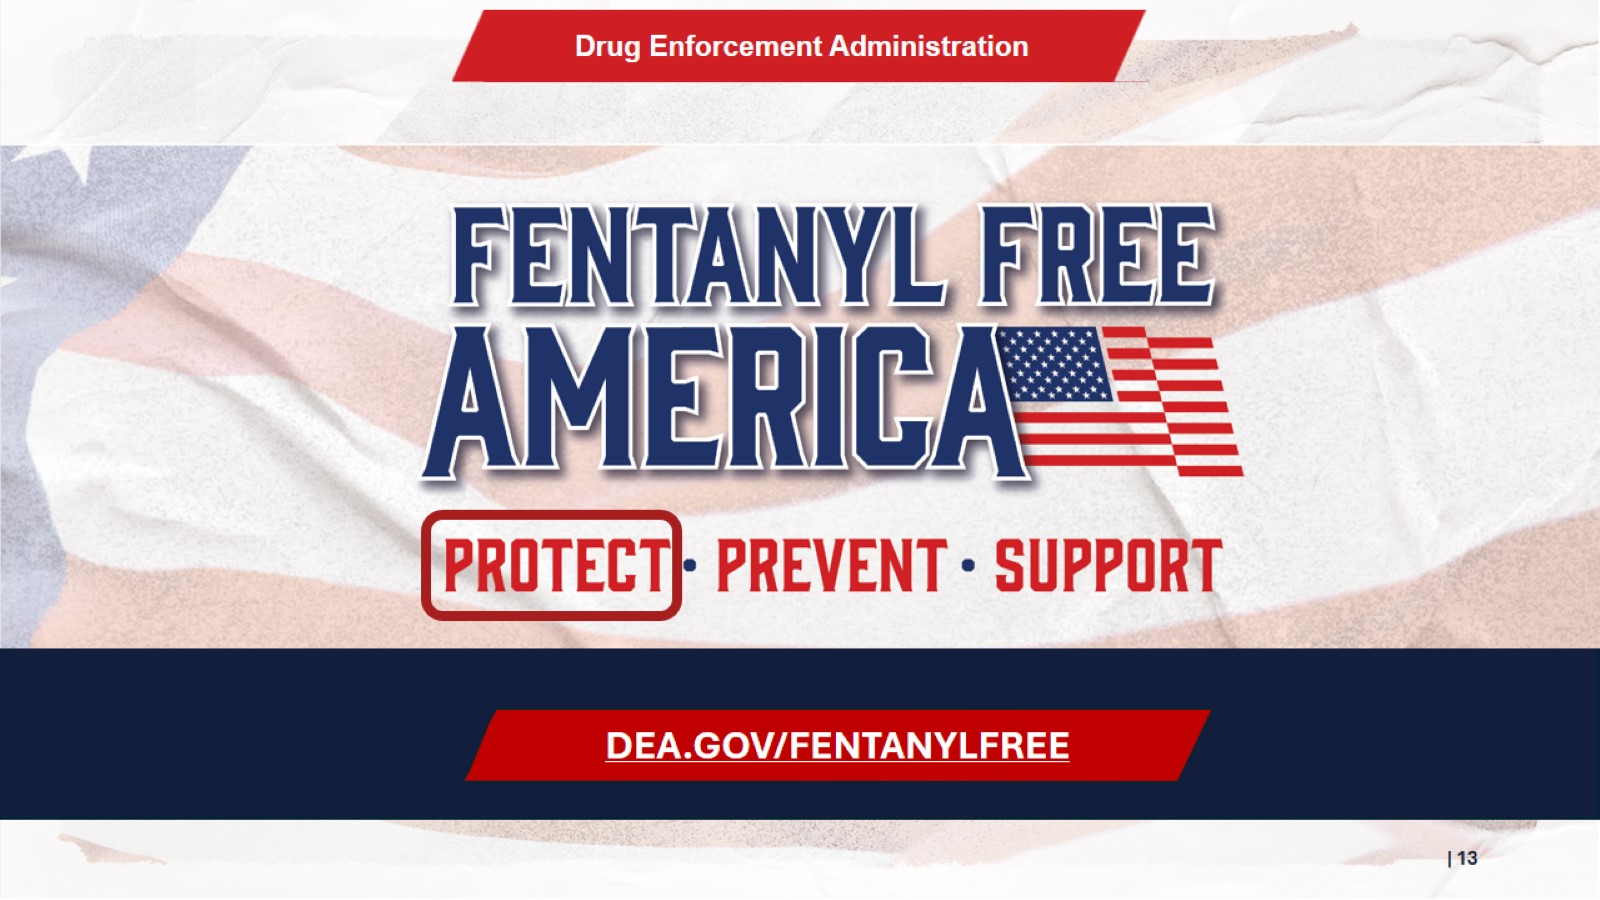 Drug Enforcement Administration
FENTANYL FREE
AMERICA
PROTECT • PREVENT • SUPPORT
DEA.GOV/FENTANYLFREE
| 13